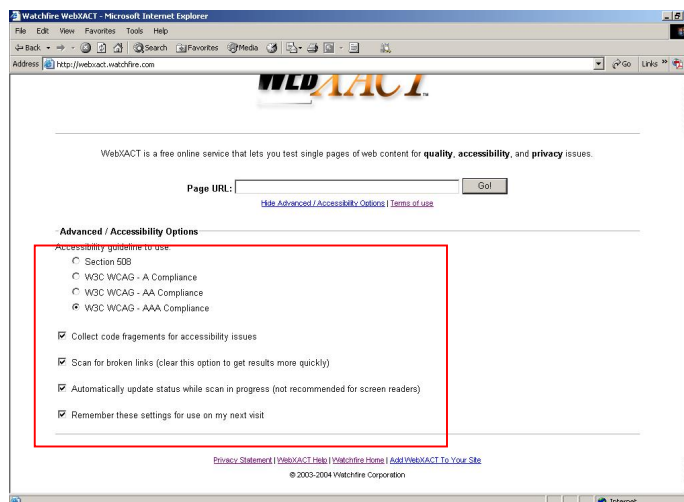 Watchfire WebXACT - Microsoft Internet Explorer
File Edit View Favorites Tools Help
Back Search Favorites Media
Address http://webxact.watchfire.com Go Links »
WEBXACT™
WebXACT is a free online service that lets you test single pages of web content for quality, accessibility, and privacy issues.
Page URL: Go!
Hide Advanced / Accessibility Options | Terms of use
Advanced / Accessibility Options
Accessibility guideline to use:
Section 508
W3C WCAG - A Compliance
W3C WCAG - AA Compliance
W3C WCAG - AAA Compliance
Collect code fragements for accessibility issues
Scan for broken links (clear this option to get results more quickly)
Automatically update status while scan in progress (not recommended for screen readers)
Remember these settings for use on my next visit
Privacy Statement | WebXACT Help | Watchfire Home | Add WebXACT To Your Site
© 2003-2004 Watchfire Corporation
Internet